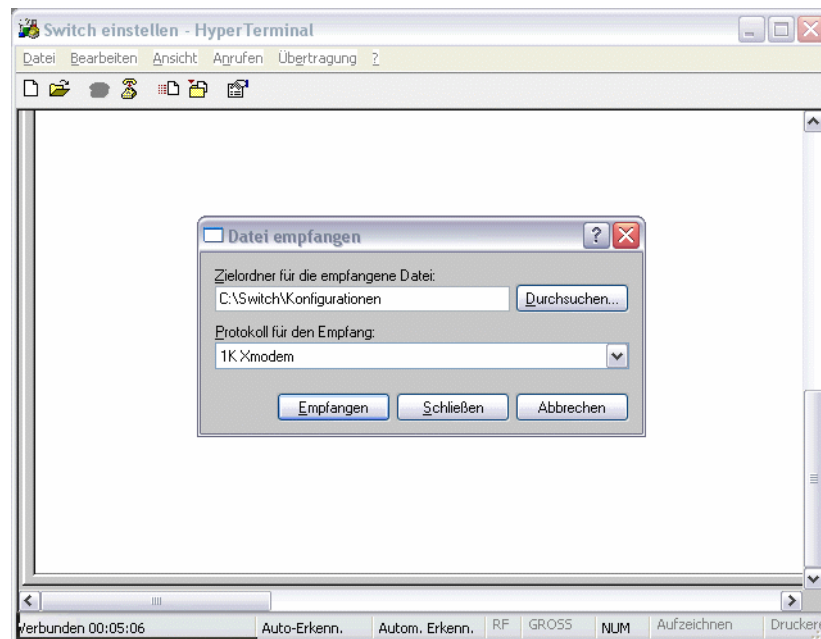 Switch einstellen - HyperTerminal
Datei Bearbeiten Ansicht Anrufen Übertragung ?
Datei empfangen
Zielordner für die empfangene Datei:
C:\Switch\Konfigurationen
Durchsuchen...
Protokoll für den Empfang:
1K Xmodem
Empfangen Schließen Abbrechen
Verbunden 00:05:06 Auto-Erkenn. Autom. Erkenn. RF GROSS NUM Aufzeichnen Drucker